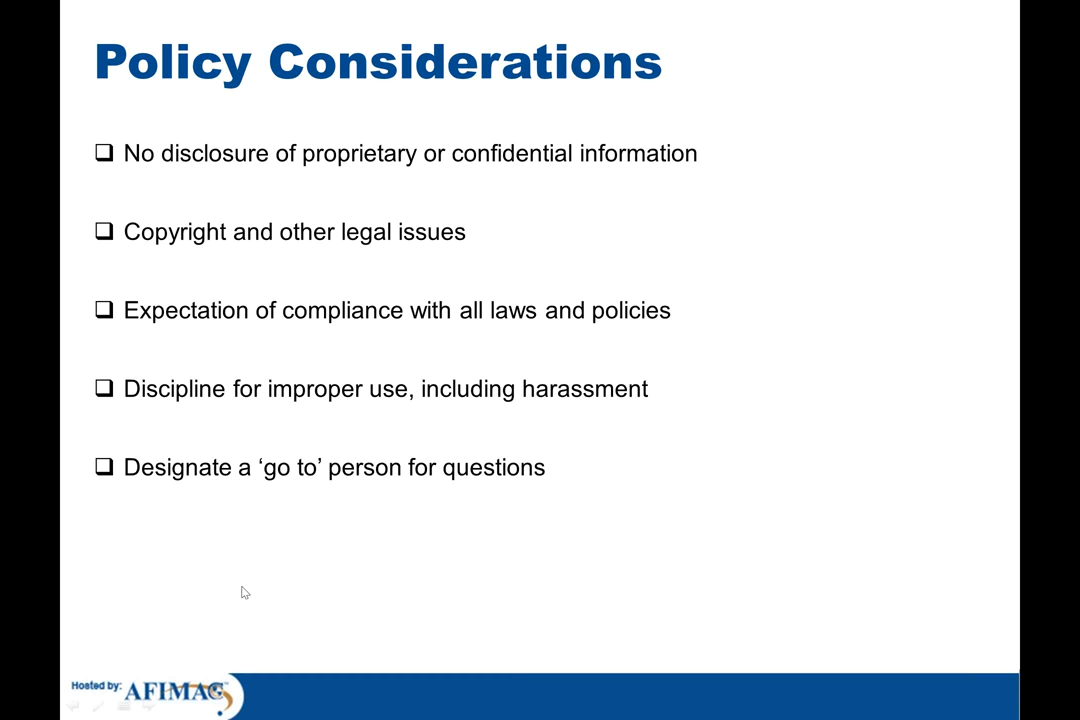 Policy Considerations
No disclosure of proprietary or confidential information
Copyright and other legal issues
Expectation of compliance with all laws and policies
Discipline for improper use, including harassment
Designate a ‘go to’ person for questions
Hosted by: AFIMAC™